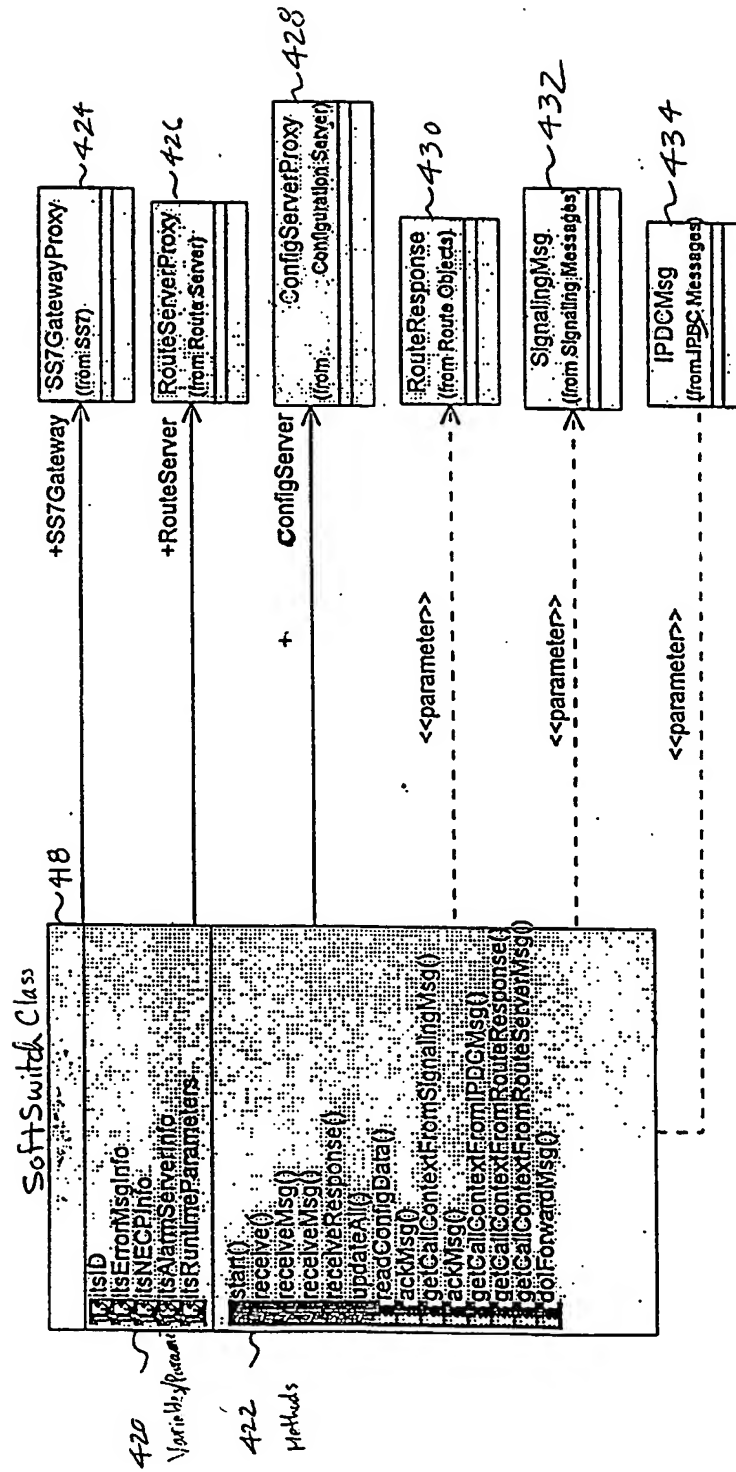 SoftSwitch Class
~418
itsID
itsErrorMsgInfo
itsNECPInfo
itsAlarmServerInfo
itsRuntimeParameters
420
start()
receive()
receiveMsg()
receiveMsg()
receiveResponse()
updateAll()
readConfigData()
ackMsg()
getCallContextFromSignalingMsg()
ackMsg()
getCallContextFromIPDCMsg()
getCallContextFromRouteResponse()
getCallContextFromRouteServerMsg()
doForwardMsg()
422
Methods
+SS7Gateway
SS7GatewayProxy
(from SS7)
~424
+RouteServer
RouteServerProxy
(from Route Server)
~426
+
ConfigServer
ConfigServerProxy
(from Configuration Server)
~428
<<parameter>>
RouteResponse
(from Route Objects)
~430
<<parameter>>
SignalingMsg
(from Signaling Messages)
~432
<<parameter>>
IPDCMsg
(from IPDC Messages)
~434